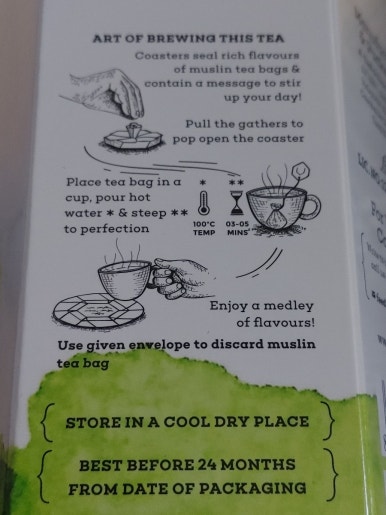 ART OF BREWING THIS TEA
Coasters seal rich flavours
of muslin tea bags &
contain a message to stir
up your day!
Pull the gathers to
pop open the coaster
Place tea bag in a
cup, pour hot
water * & steep **
to perfection
* **
100°C 03-05
TEMP MINS
Enjoy a medley
of flavours!
Use given envelope to discard muslin
tea bag
STORE IN A COOL DRY PLACE
BEST BEFORE 24 MONTHS
FROM DATE OF PACKAGING